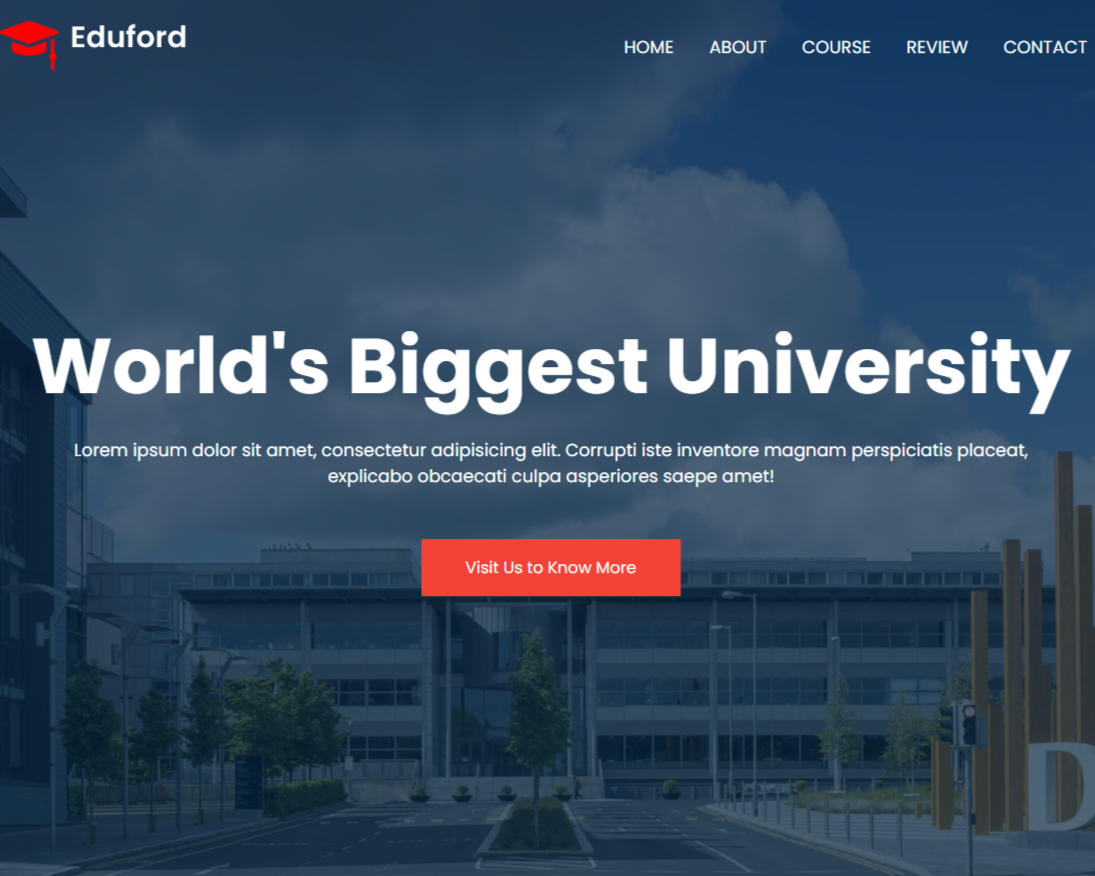 Eduford
HOME ABOUT COURSE REVIEW CONTACT
World's Biggest University
Lorem ipsum dolor sit amet, consectetur adipisicing elit. Corrupti iste inventore magnam perspiciatis placeat,
explicabo obcaecati culpa asperiores saepe amet!
Visit Us to Know More
D